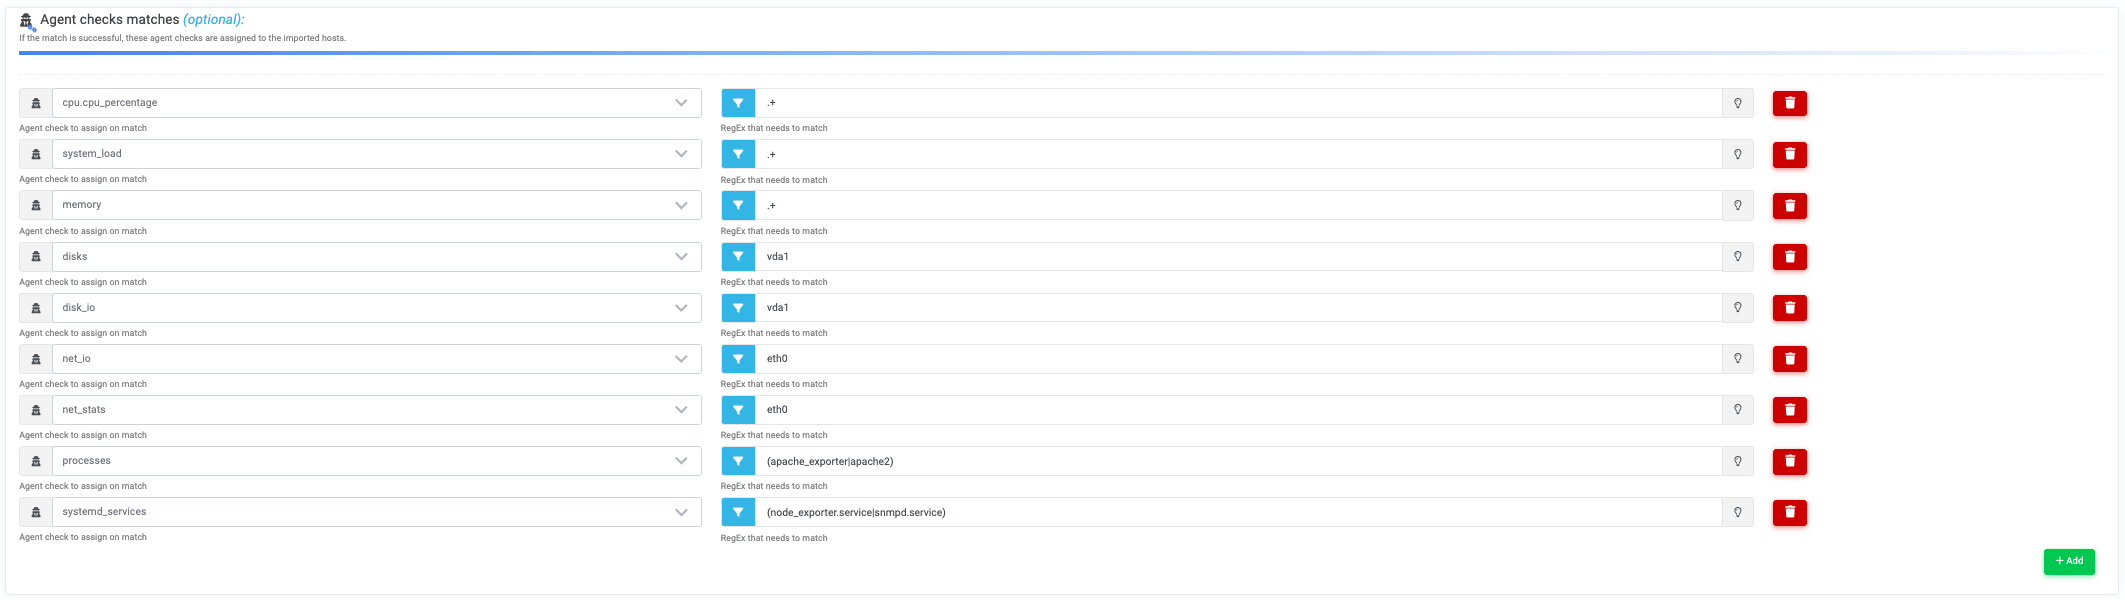 Agent checks matches (optional):
If the match is successful, these agent checks are assigned to the imported hosts.
cpu.cpu_percentage .+
Agent check to assign on match RegEx that needs to match
system_load .+
Agent check to assign on match RegEx that needs to match
memory .+
Agent check to assign on match RegEx that needs to match
disks vda1
Agent check to assign on match RegEx that needs to match
disk_io vda1
Agent check to assign on match RegEx that needs to match
net_io eth0
Agent check to assign on match RegEx that needs to match
net_stats eth0
Agent check to assign on match RegEx that needs to match
processes (apache_exporter|apache2)
Agent check to assign on match RegEx that needs to match
systemd_services (node_exporter.service|snmpd.service)
Agent check to assign on match RegEx that needs to match
+ Add